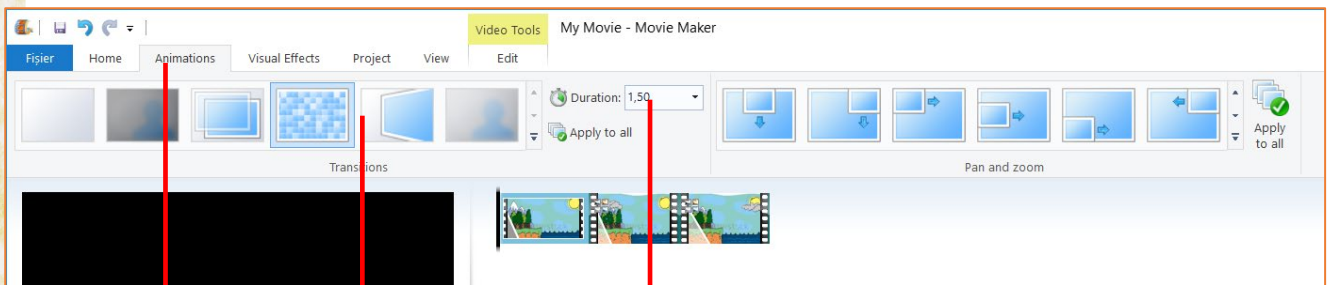 Video Tools My Movie - Movie Maker
Fișier Home Animations Visual Effects Project View Edit
Duration: 1,50
Apply to all
Apply
to all
Transitions Pan and zoom